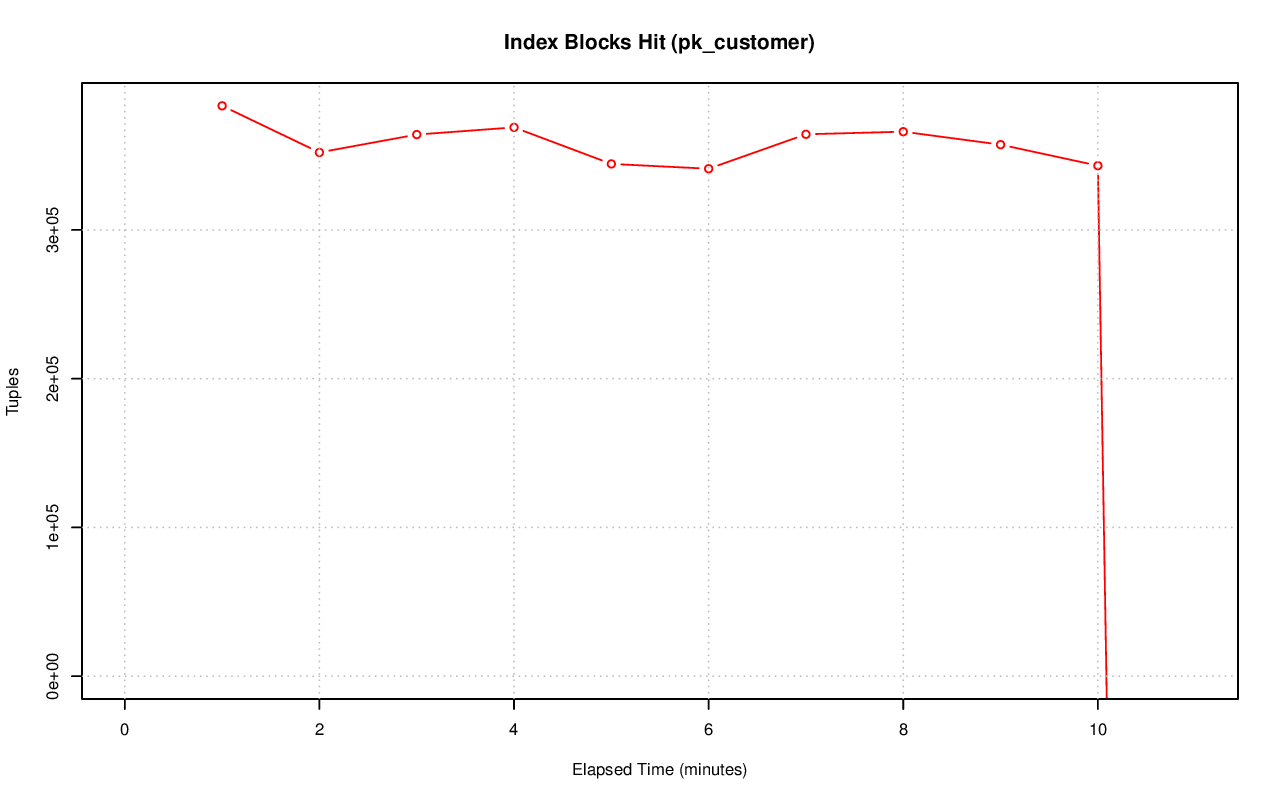 Index Blocks Hit (pk_customer)
Tuples
3e+05
2e+05
1e+05
0e+00
0 2 4 6 8 10
Elapsed Time (minutes)